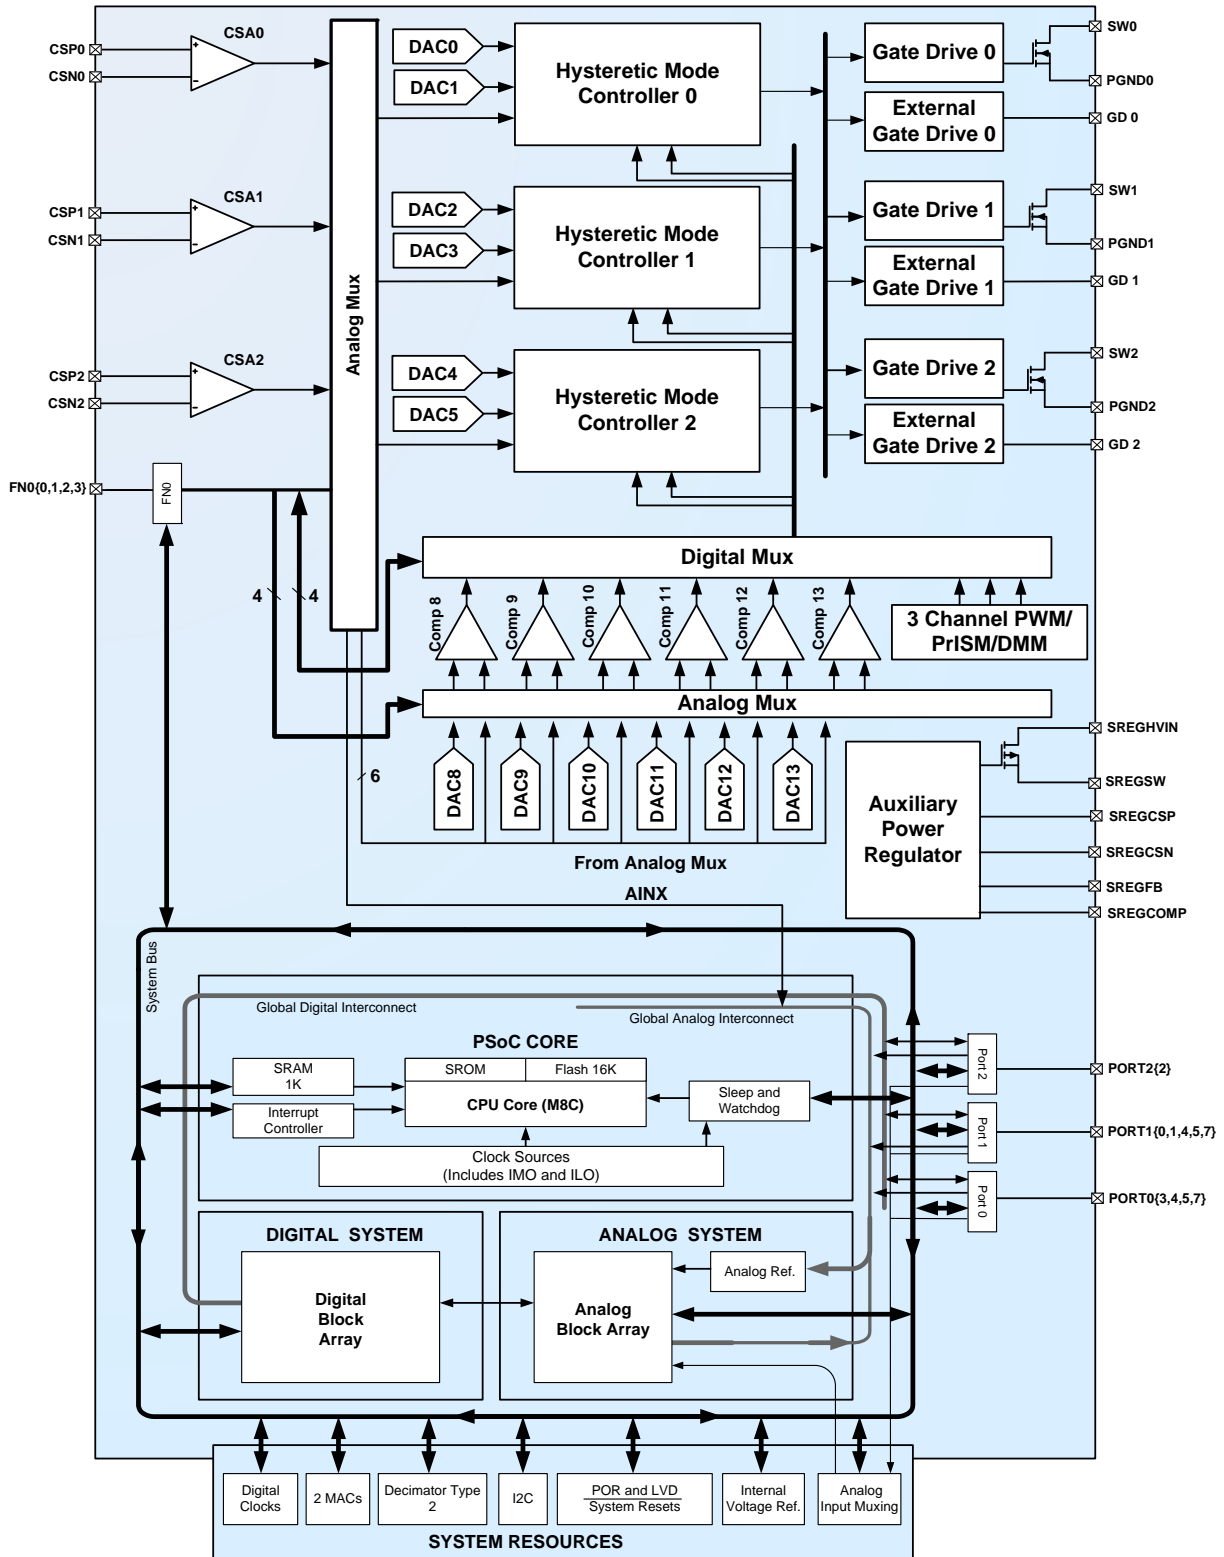 CSP0
CSN0
CSA0
CSP1
CSN1
CSA1
CSP2
CSN2
CSA2
FN0{0,1,2,3}
FN0
Analog Mux
4
4
6
DAC0
DAC1
Hysteretic Mode
Controller 0
DAC2
DAC3
Hysteretic Mode
Controller 1
DAC4
DAC5
Hysteretic Mode
Controller 2
Gate Drive 0
External
Gate Drive 0
Gate Drive 1
External
Gate Drive 1
Gate Drive 2
External
Gate Drive 2
SW0
PGND0
GD 0
SW1
PGND1
GD 1
SW2
PGND2
GD 2
Digital Mux
Comp 8
Comp 9
Comp 10
Comp 11
Comp 12
Comp 13
3 Channel PWM/
PrISM/DMM
Analog Mux
DAC8
DAC9
DAC10
DAC11
DAC12
DAC13
From Analog Mux
AINX
Auxiliary
Power
Regulator
SREGHVIN
SREGSW
SREGCSP
SREGCSN
SREGFB
SREGCOMP
System Bus
Global Digital Interconnect
Global Analog Interconnect
PSoC CORE
SRAM
1K
Interrupt
Controller
SROM
Flash 16K
CPU Core (M8C)
Sleep and
Watchdog
Clock Sources
(Includes IMO and ILO)
Port 2
Port 1
Port 0
PORT2{2}
PORT1{0,1,4,5,7}
PORT0{3,4,5,7}
DIGITAL SYSTEM
Digital
Block
Array
ANALOG SYSTEM
Analog Ref.
Analog
Block Array
Digital
Clocks
2 MACs
Decimator Type
2
I2C
POR and LVD
System Resets
Internal
Voltage Ref.
Analog
Input Muxing
SYSTEM RESOURCES